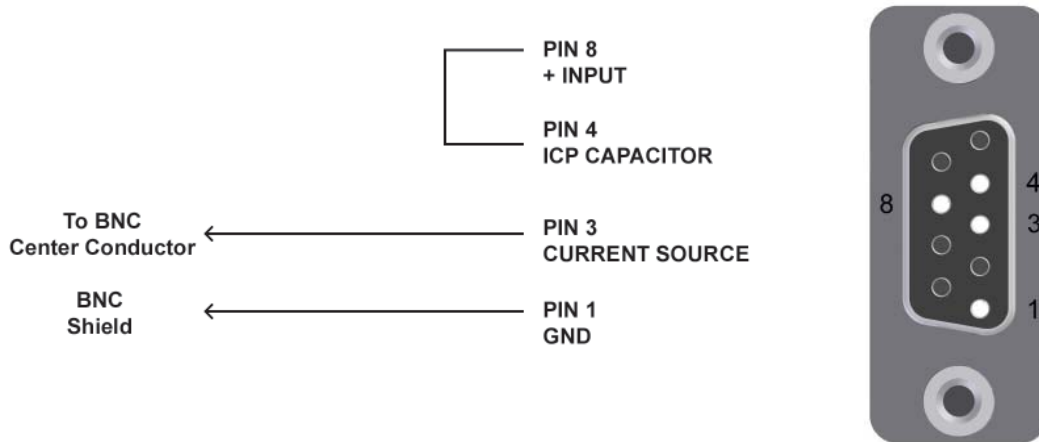 PIN 8
+ INPUT
PIN 4
ICP CAPACITOR
To BNC
Center Conductor
PIN 3
CURRENT SOURCE
BNC
Shield
PIN 1
GND
8
4
3
1